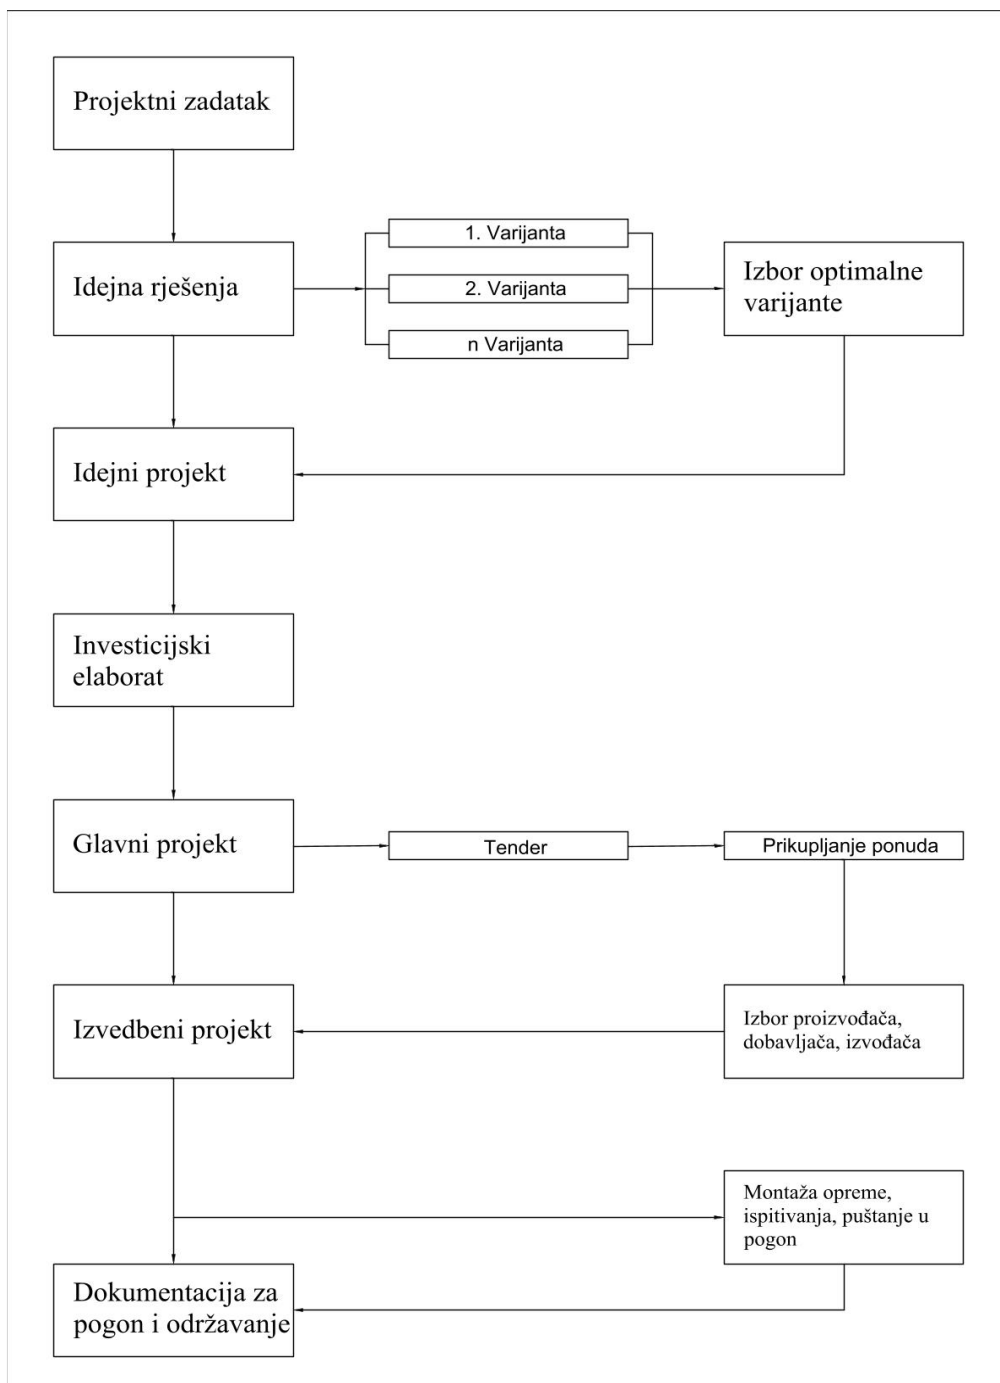 Projektni zadatak
Idejna rješenja
1. Varijanta
2. Varijanta
n Varijanta
Izbor optimalne
varijante
Idejni projekt
Investicijski
elaborat
Glavni projekt
Tender
Prikupljanje ponuda
Izvedbeni projekt
Izbor proizvođača,
dobavljača, izvođača
Montaža opreme,
ispitivanja, puštanje u
pogon
Dokumentacija za
pogon i održavanje